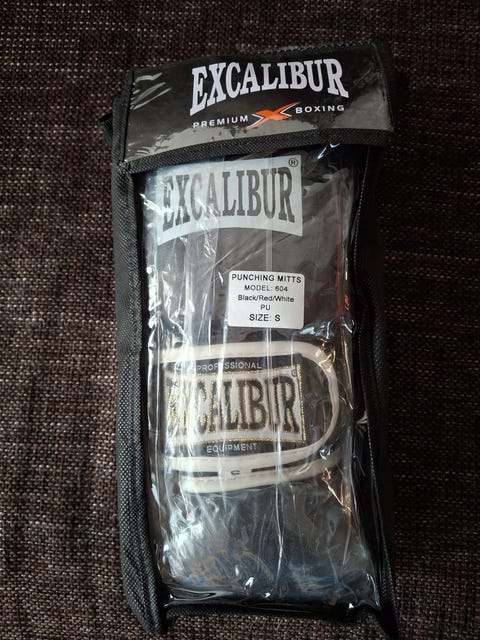 EXCALIBUR
PREMIUM X BOXING
EXCALIBUR®
PUNCHING MITTS
MODEL: 604
Black/Red/White
PU
SIZE: S
PROFESSIONAL
EXCALIBUR
EQUIPMENT